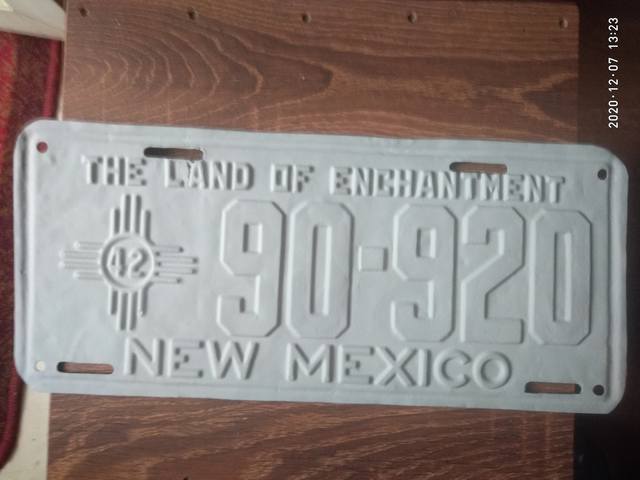 THE LAND OF ENCHANTMENT
42 90-920
NEW MEXICO
2020-12-07 13:23